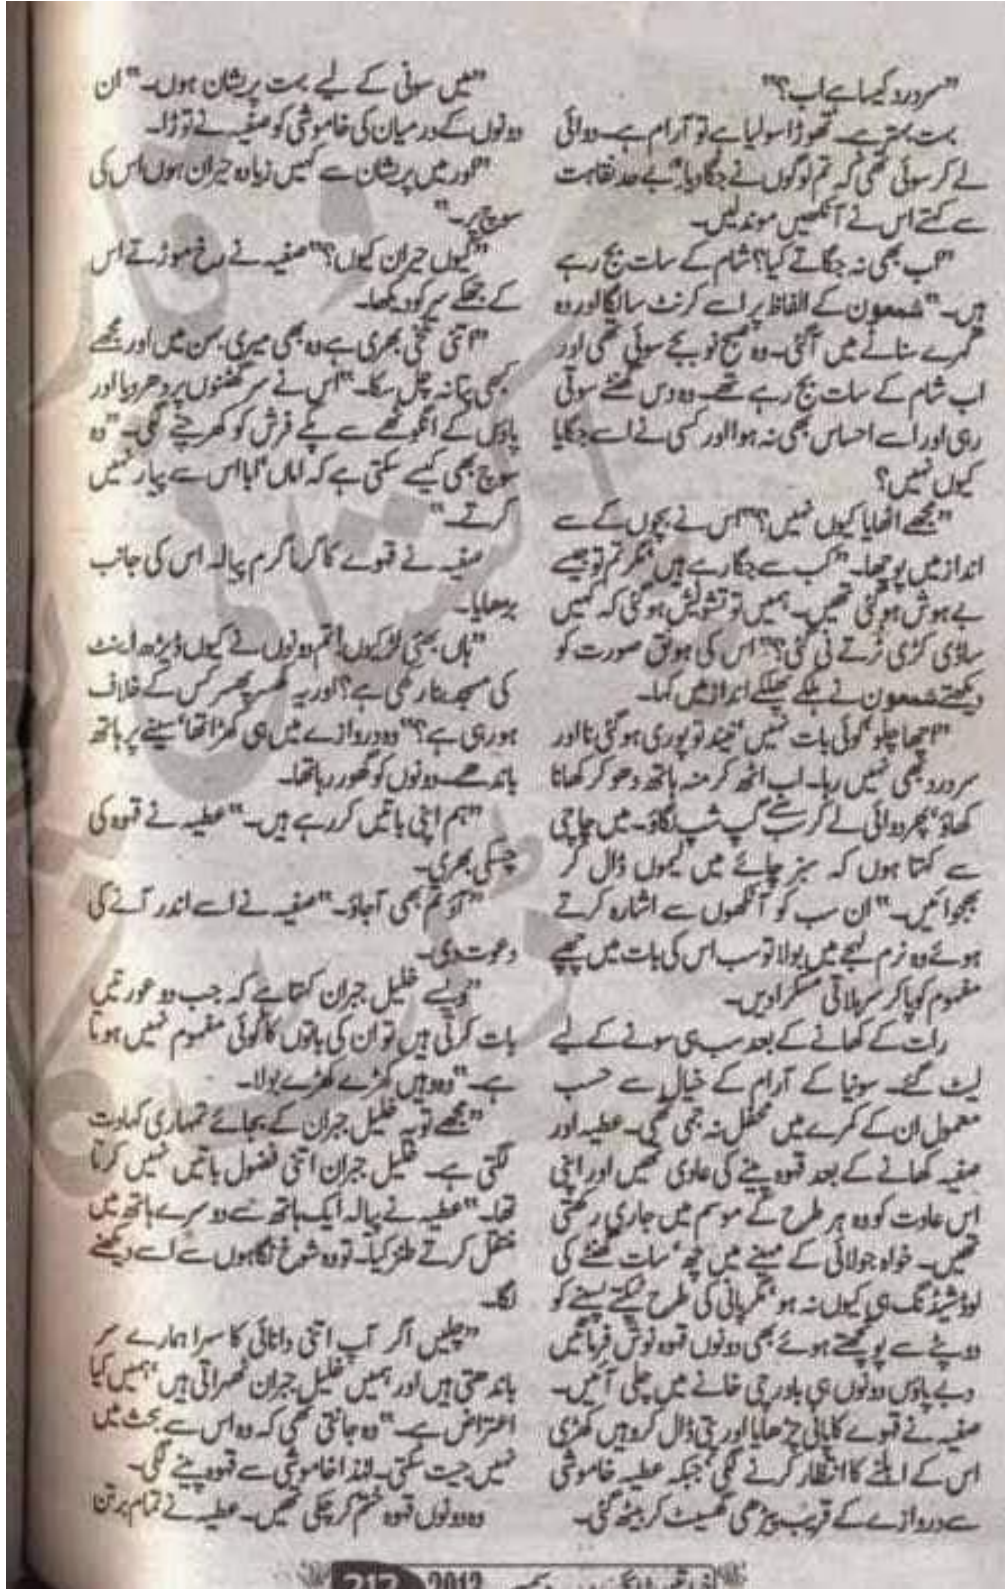 "سردرد کیسا ہے اب؟"
بہت بہتر ہے۔ تھوڑا سولیا ہے تو آرام ہے۔ دوائی
لے کر سوئی تھی کہ تم لوگوں نے جگا دیا۔" بے حد نقاہت
سے کہتے اس نے آنکھیں موند لیں۔
"اب بھی نہ جگاتے کیا؟ شام کے سات بج رہے
ہیں۔" شمعون کے الفاظ پر اسے کرنٹ سا لگا اور وہ
گہرے سناٹے میں آگئی۔ وہ صبح نو بجے سوئی تھی اور
اب شام کے سات بج رہے تھے۔ وہ دس گھنٹے سوتی
رہی اور اسے احساس بھی نہ ہوا اور کسی نے اسے جگایا
کیوں نہیں؟
"مجھے اٹھایا کیوں نہیں؟" اس نے بچوں کے سے
انداز میں پوچھا۔ "کب سے جگا رہے ہیں، مگر تم تو جیسے
بے ہوش ہو گئی تھیں۔ ہمیں تو تشویش ہو گئی کہ کہیں
ساڈی کڑی ٹرتے نی گئی؟" اس کی ہونق صورت کو
دیکھتے شمعون نے ہلکے پھلکے انداز میں کہا۔
"اچھا چلو، کوئی بات نہیں، نیند تو پوری ہو گئی نا اور
سردرد بھی نہیں رہا۔ اب اٹھ کر منہ ہاتھ دھو کر کھانا
کھاؤ، پھر دوائی لے کر سب سے گپ شپ لگاؤ۔ میں چاچی
سے کہتا ہوں کہ سبز چائے میں لیموں ڈال کر
بھجوائیں۔" ان سب کو آنکھوں سے اشارہ کرتے
ہوئے وہ نرم لہجے میں بولا تو سب اس کی بات میں چھپے
مفہوم کو پا کر سر ہلاتی مسکرا دیں۔
رات کے کھانے کے بعد سب ہی سونے کے لیے
لیٹ گئے۔ سونیا کے آرام کے خیال سے حسب
معمول ان کے کمرے میں محفل نہ جمی تھی۔ عطیہ اور
صفیہ کھانے کے بعد قہوہ پینے کی عادی تھیں اور اپنی
اس عادت کو وہ ہر طرح کے موسم میں جاری رکھتی
تھیں۔ خواہ جولائی کے مہینے میں چھ، سات گھنٹے کی
لوڈشیڈنگ ہی کیوں نہ ہو، مگر پانی کی طرح ٹپکتے پسینے کو
دوپٹے سے پونچھتے ہوئے بھی دونوں قہوہ نوش فرماتیں
دبے پاؤں دونوں ہی باورچی خانے میں چلی آئیں۔
صفیہ نے قہوے کا پانی چڑھایا اور پتی ڈال کر وہیں کھڑی
اس کے ابلنے کا انتظار کرنے لگی، جبکہ عطیہ خاموشی
سے دروازے کے قریب پیڑھی گھسیٹ کر بیٹھ گئی۔
"میں سونی کے لیے بہت پریشان ہوں۔" ان
دونوں کے درمیان کی خاموشی کو صفیہ نے توڑا۔
"اور میں پریشان سے کہیں زیادہ حیران ہوں اس کی
سوچ پر۔"
"کیوں حیران کیوں؟" صفیہ نے رخ موڑتے اس
کے جھکے سر کو دیکھا۔
"اتنی تلخی بھری ہے وہ بھی میری بہن میں اور مجھے
کبھی پتا نہ چل سکا۔" اس نے سر گھٹنوں پر دھر دیا اور
پاؤں کے انگوٹھے سے پکے فرش کو کھرچنے لگی۔ "وہ
سوچ بھی کیسے سکتی ہے کہ اماں، ابا اس سے پیار نہیں
کرتے۔"
صفیہ نے قہوے کا گرما گرم پیالہ اس کی جانب
بڑھایا۔
"ہاں بھئی لڑکیوں! تم دونوں نے کیوں ڈیڑھ اینٹ
کی مسجد بنا رکھی ہے؟ اور یہ کھسر پھسر کس کے خلاف
ہو رہی ہے؟" وہ دروازے میں ہی کھڑا تھا، سینے پر ہاتھ
باندھے دونوں کو گھور رہا تھا۔
"ہم اپنی باتیں کر رہے ہیں۔" عطیہ نے قہوہ کی
چسکی بھری۔
"آؤ تم بھی آجاؤ۔" صفیہ نے اسے اندر آنے کی
دعوت دی۔
"ویسے خلیل جبران کہتا ہے کہ جب دو عورتیں
بات کرتی ہیں تو ان کی باتوں کا کوئی مفہوم نہیں ہوتا
ہے۔" وہ وہیں کھڑے کھڑے بولا۔
"مجھے تو یہ خلیل جبران کے بجائے تمہاری کہاوت
لگتی ہے۔ خلیل جبران اتنی فضول باتیں نہیں کرتا
تھا۔" عطیہ نے پیالہ ایک ہاتھ سے دوسرے ہاتھ میں
منتقل کرتے طنز کیا۔ تو وہ شوخ نگاہوں سے اسے دیکھنے
لگا۔
"چلیں اگر آپ اتنی دانائی کا سہرا ہمارے سر
باندھتی ہیں اور ہمیں خلیل جبران ٹھہراتی ہیں، ہمیں کیا
اعتراض ہے۔" وہ جانتی تھی کہ وہ اس سے بحث میں
نہیں جیت سکتی۔ لہٰذا خاموشی سے قہوہ پینے لگی۔
وہ دونوں قہوہ ختم کر چکی تھیں۔ عطیہ نے تمام برتن
217 2012